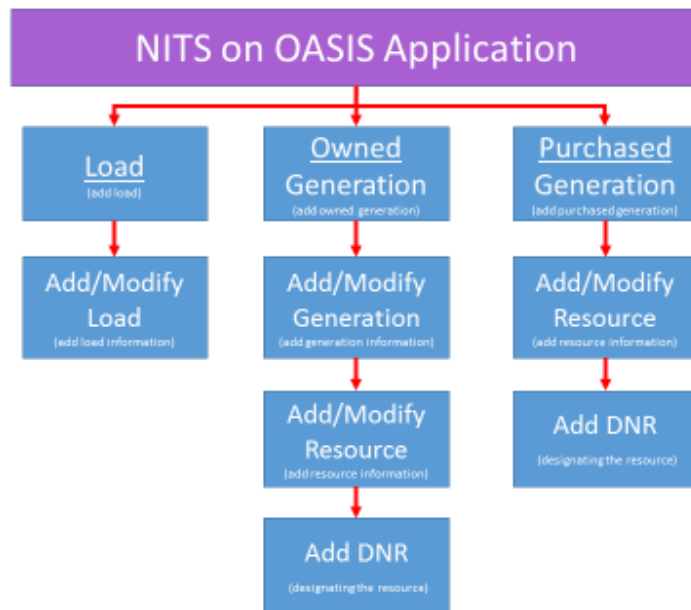 NITS on OASIS Application
Load
(add load)
Add/Modify
Load
(add load information)
Owned
Generation
(add owned generation)
Add/Modify
Generation
(add generation information)
Add/Modify
Resource
(add resource information)
Add DNR
(designating the resource)
Purchased
Generation
(add purchased generation)
Add/Modify
Resource
(add resource information)
Add DNR
(designating the resource)